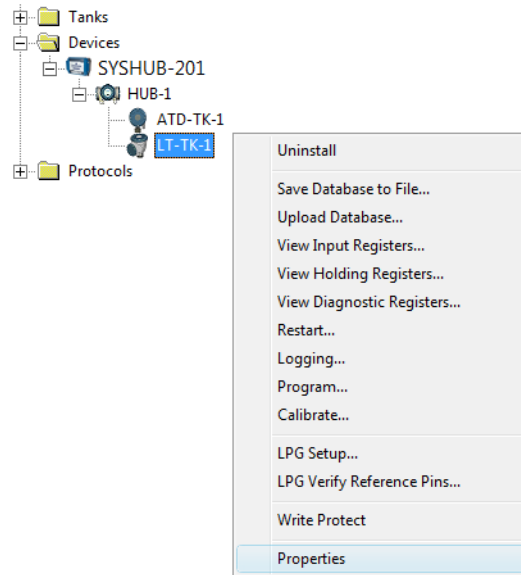 Tanks
Devices
SYSHUB-201
HUB-1
ATD-TK-1
LT-TK-1
Protocols
Uninstall
Save Database to File...
Upload Database...
View Input Registers...
View Holding Registers...
View Diagnostic Registers...
Restart...
Logging...
Program...
Calibrate...
LPG Setup...
LPG Verify Reference Pins...
Write Protect
Properties